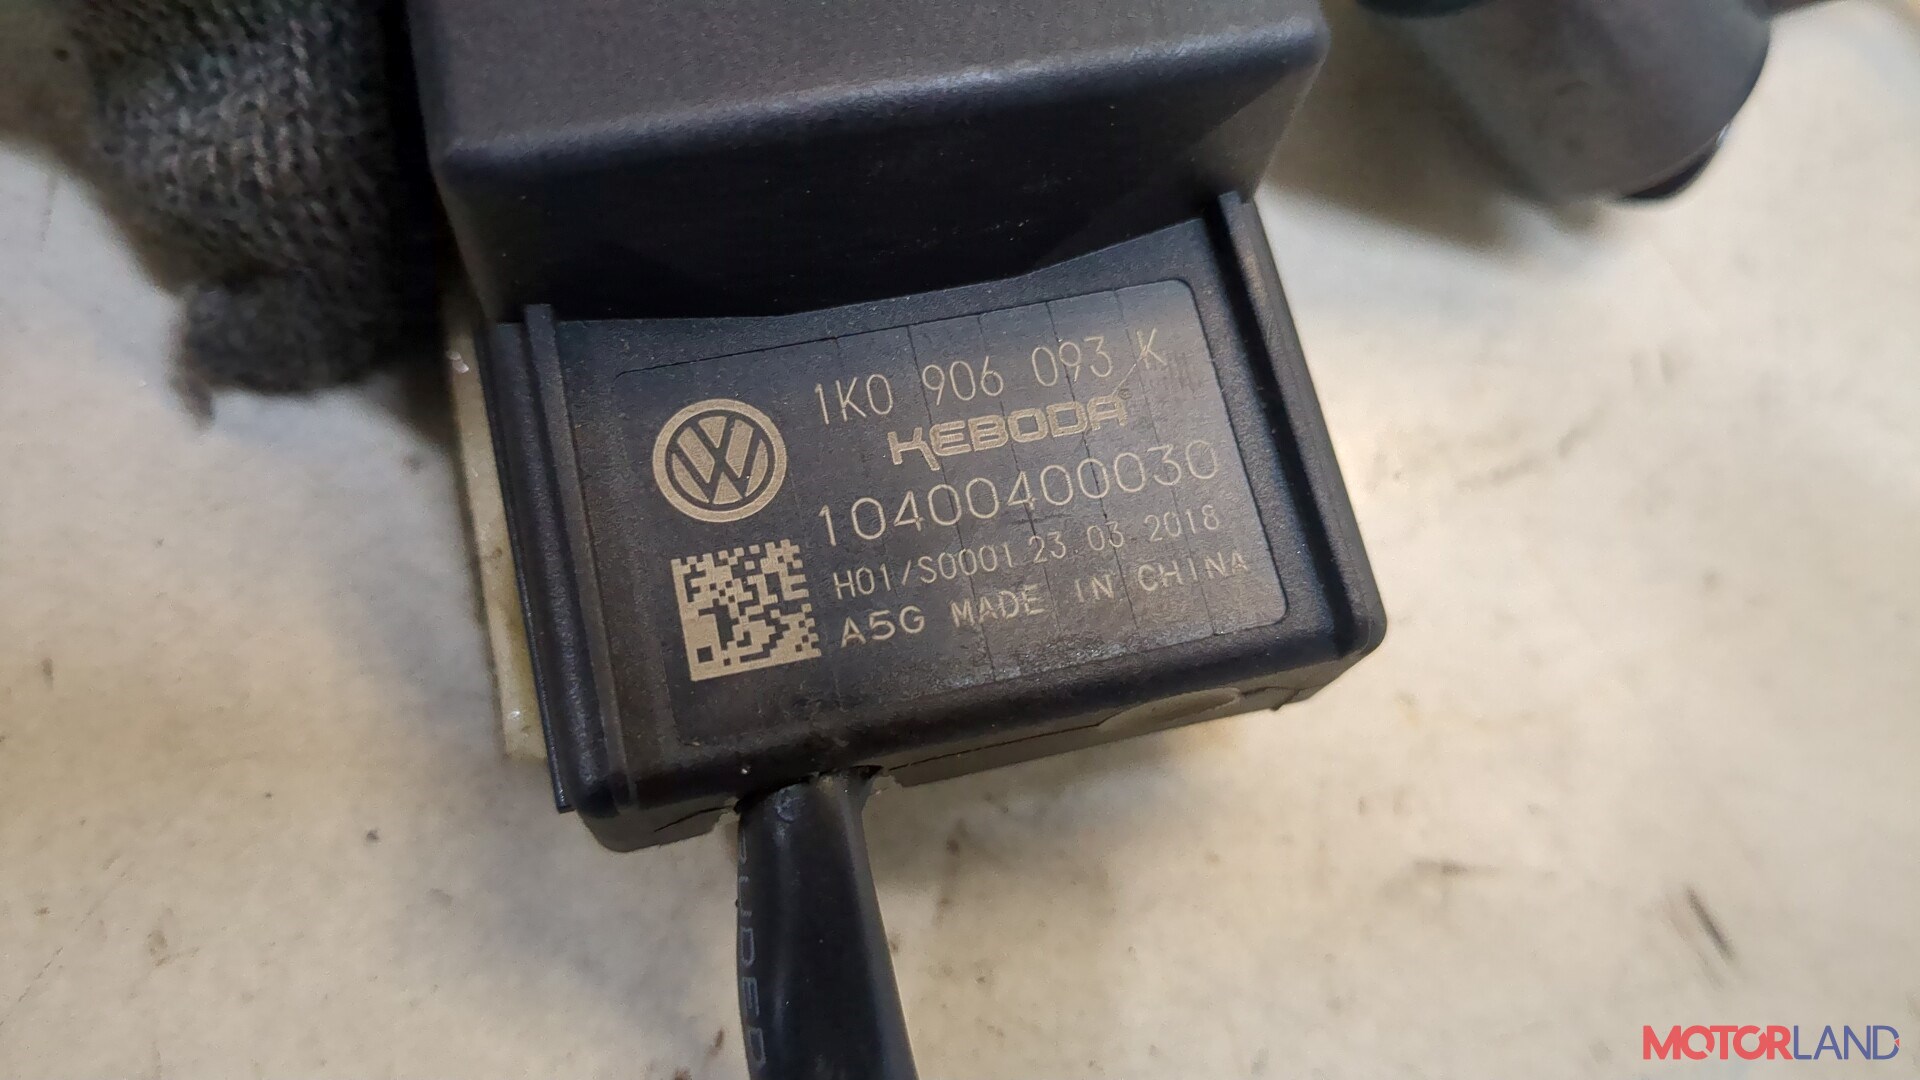 1K0 906 093 K
KEBODA
10400400030
H01/S0001 23.03.2018
A5G MADE IN CHINA
MOTORLAND